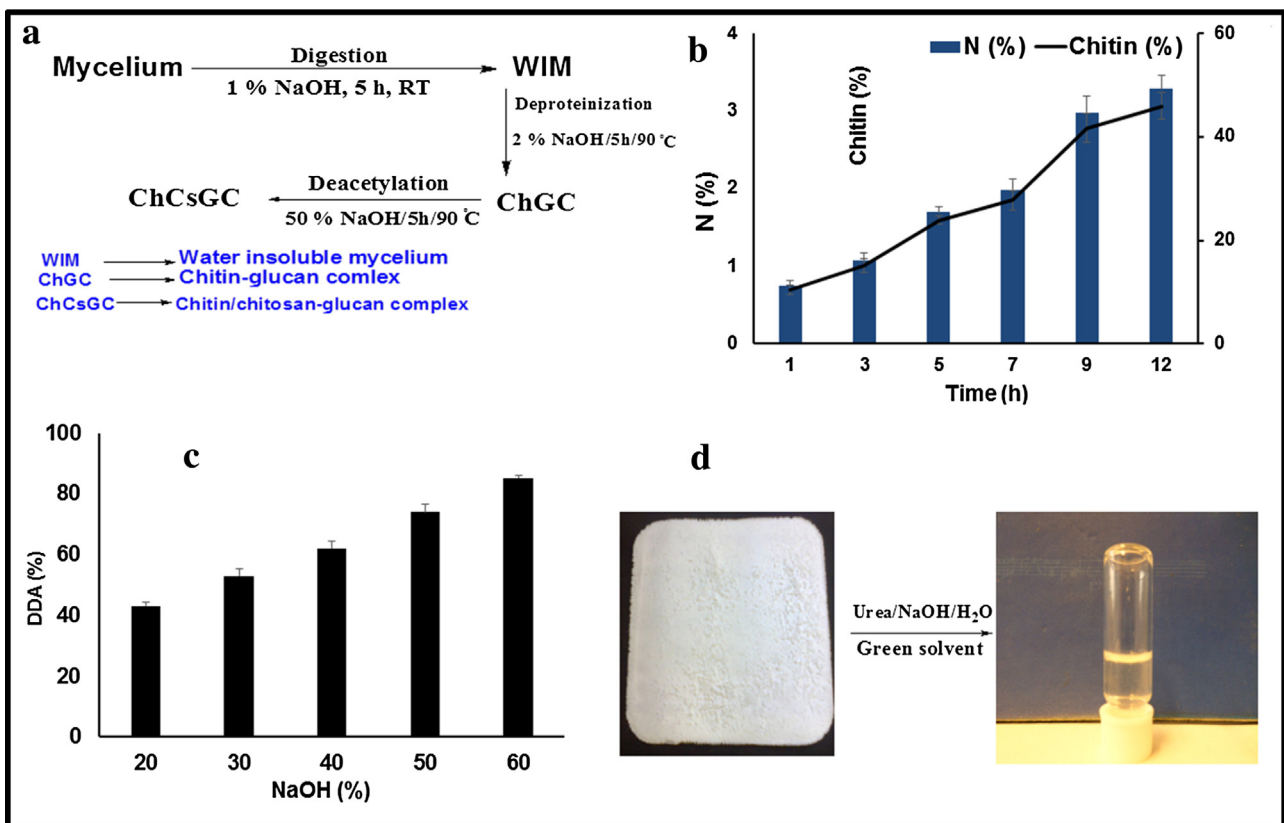 a
Mycelium
Digestion
1 % NaOH, 5 h, RT
WIM
Deproteinization
2 % NaOH/5h/90 °C
ChGC
Deacetylation
50 % NaOH/5h/90 °C
ChCsGC
WIM Water insoluble mycelium
ChGC Chitin-glucan comlex
ChCsGC Chitin/chitosan-glucan complex
b
N (%) Chitin (%)
Chitin (%)
N (%)
4
3
2
1
0
60
40
20
0
1 3 5 7 9 12
Time (h)
c
DDA (%)
100
80
60
40
20
0
20 30 40 50 60
NaOH (%)
d
Urea/NaOH/H₂O
Green solvent